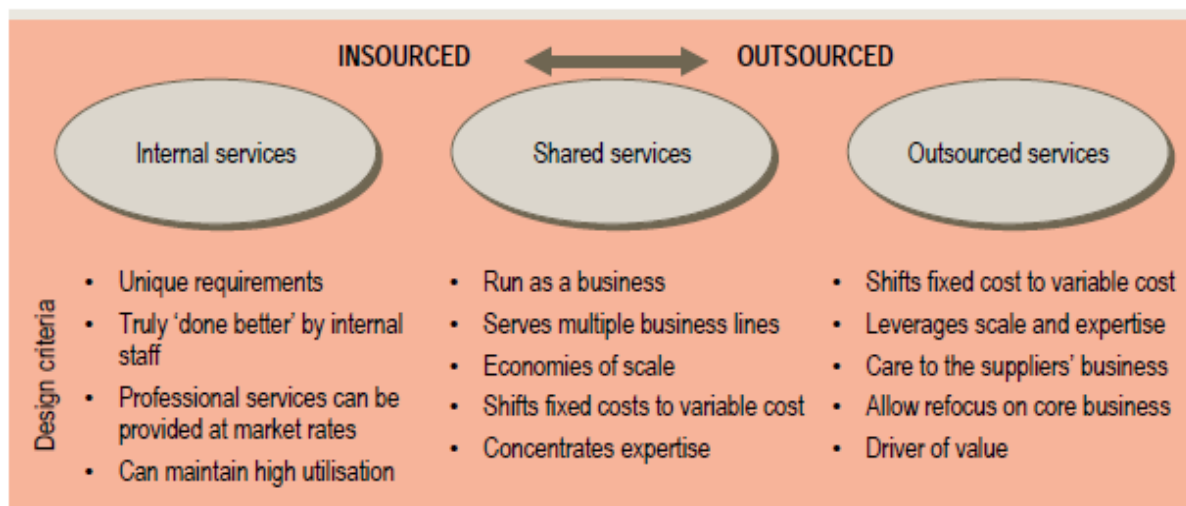 INSOURCED OUTSOURCED
Internal services
Shared services
Outsourced services
Design criteria
• Unique requirements
• Truly ‘done better’ by internal
staff
• Professional services can be
provided at market rates
• Can maintain high utilisation
• Run as a business
• Serves multiple business lines
• Economies of scale
• Shifts fixed costs to variable cost
• Concentrates expertise
• Shifts fixed cost to variable cost
• Leverages scale and expertise
• Care to the suppliers’ business
• Allow refocus on core business
• Driver of value